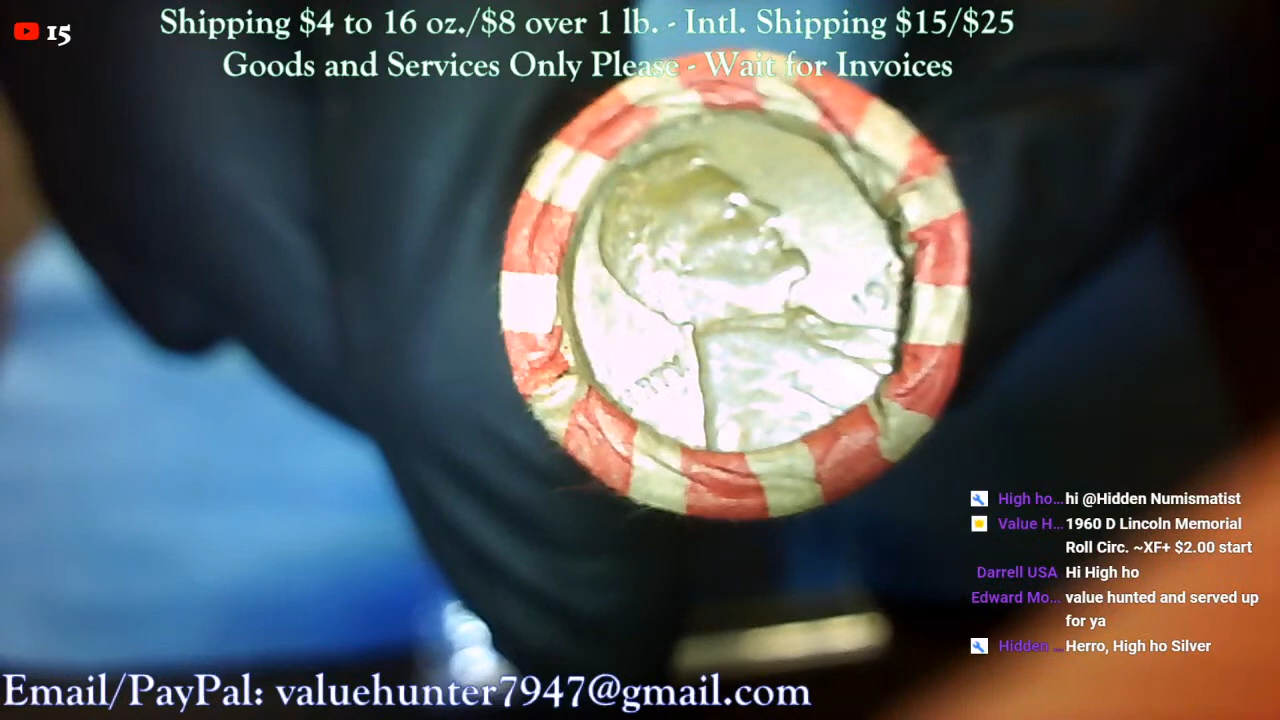 15
Shipping $4 to 16 oz./$8 over 1 lb. - Intl. Shipping $15/$25
Goods and Services Only Please - Wait for Invoices
High ho… hi @Hidden Numismatist
Value H… 1960 D Lincoln Memorial
Roll Circ. ~XF+ $2.00 start
Darrell USA Hi High ho
Edward Mo… value hunted and served up
for ya
Hidden … Herro, High ho Silver
Email/PayPal: valuehunter7947@gmail.com